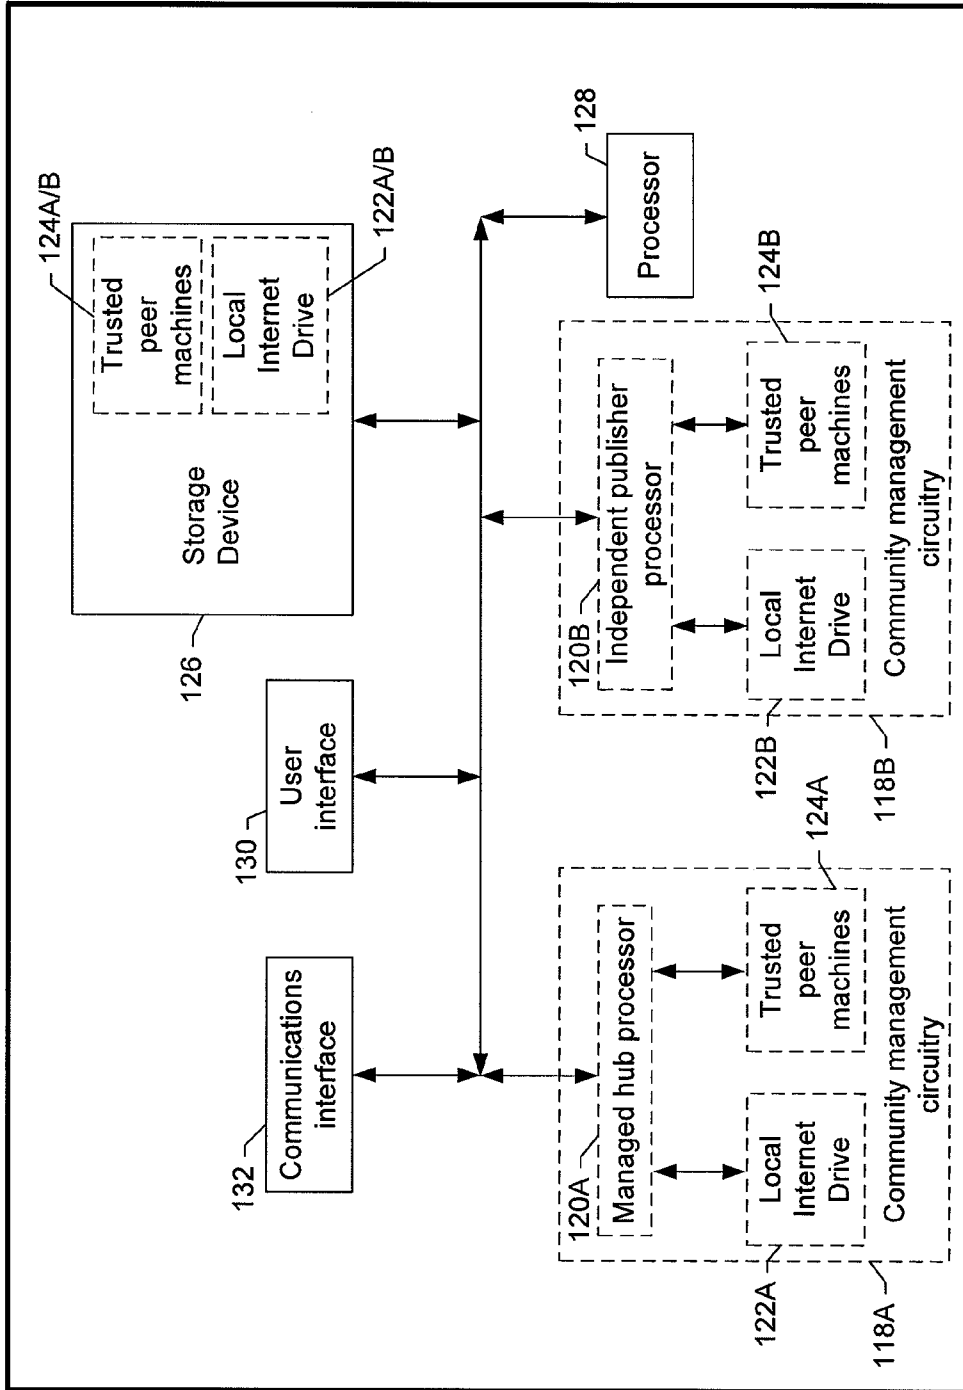 132
Communications
interface
130
User
interface
126
Storage
Device
Trusted
peer
machines
124A/B
Local
Internet
Drive
122A/B
120A
Managed hub processor
122A
Local
Internet
Drive
Trusted
peer
machines
124A
Community management
circuitry
118A
120B
Independent publisher
processor
122B
Local
Internet
Drive
Trusted
peer
machines
124B
Community management
circuitry
118B
Processor
128